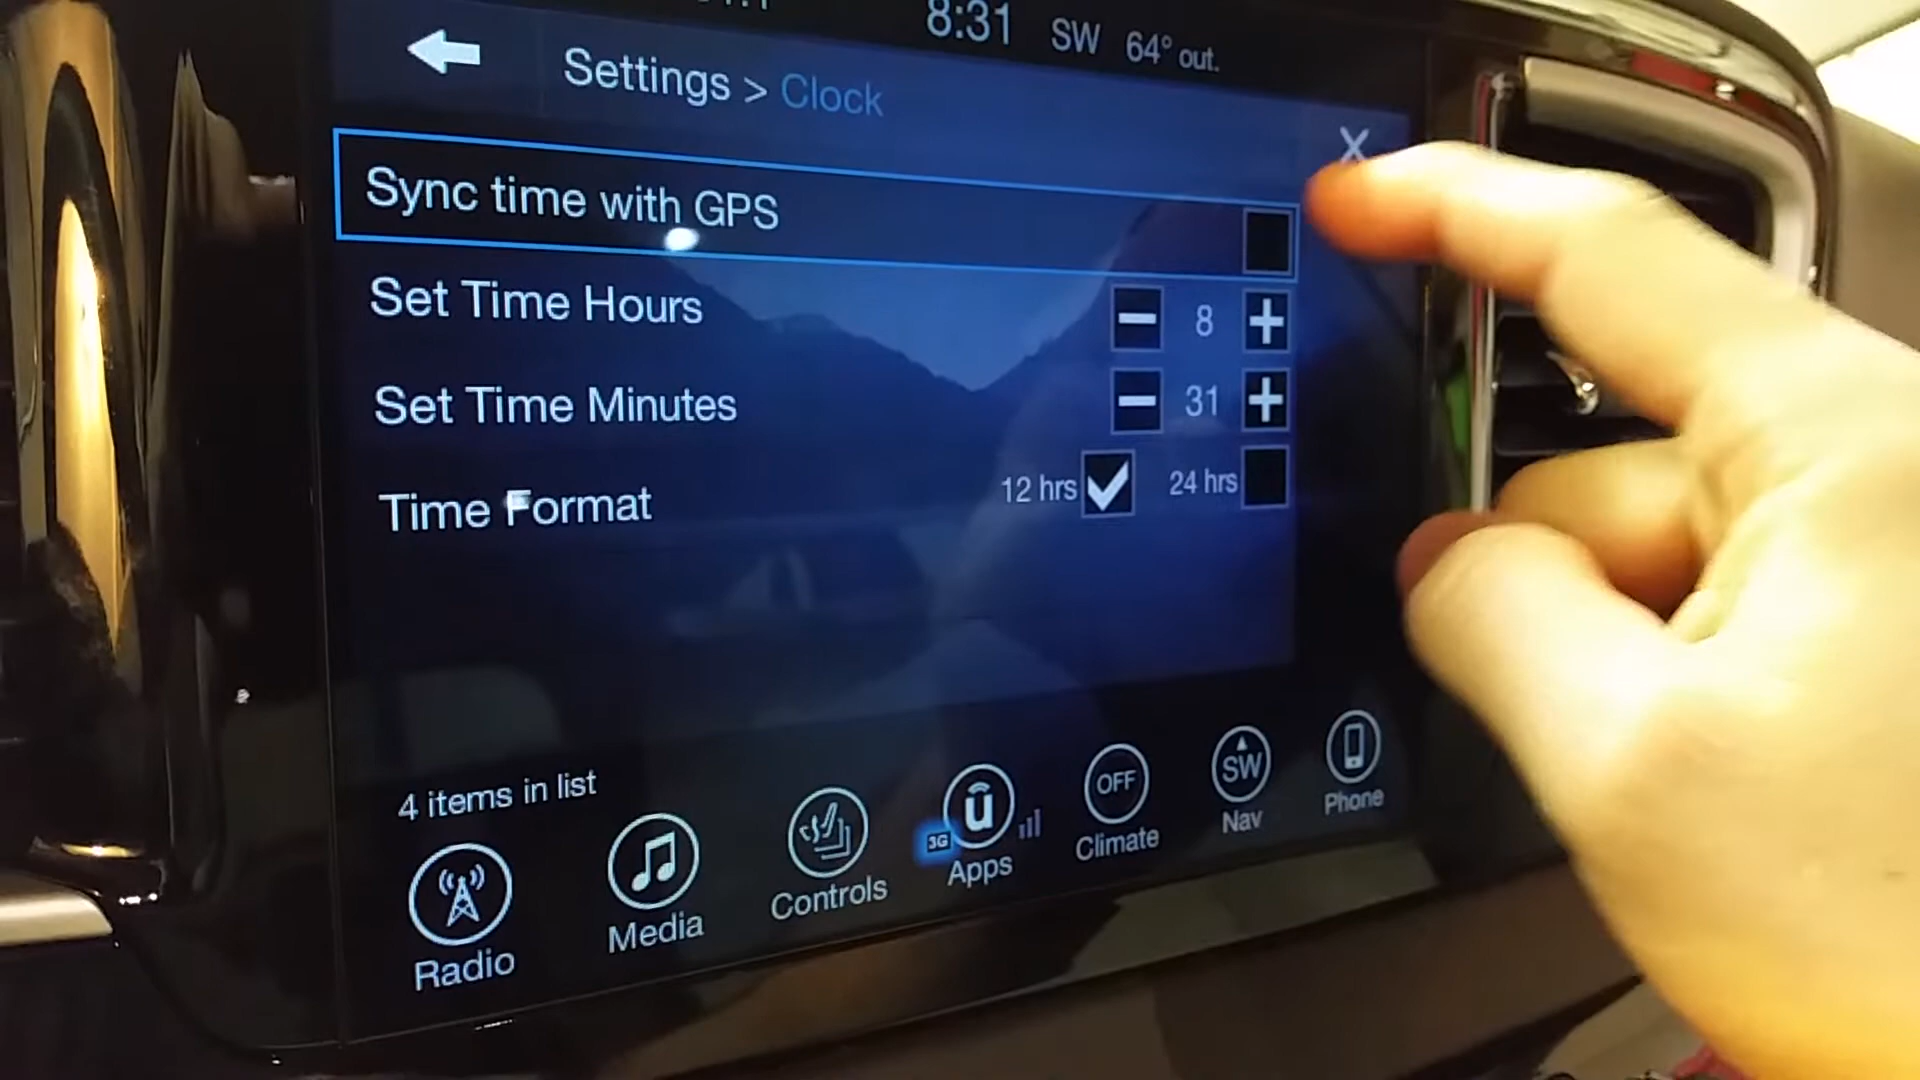 8:31 SW 64° out.
Settings > Clock
X
Sync time with GPS
Set Time Hours 8
Set Time Minutes 31
Time Format 12 hrs 24 hrs
4 items in list
Radio
Media
Controls
3G ū Apps
OFF Climate
SW Nav
Phone